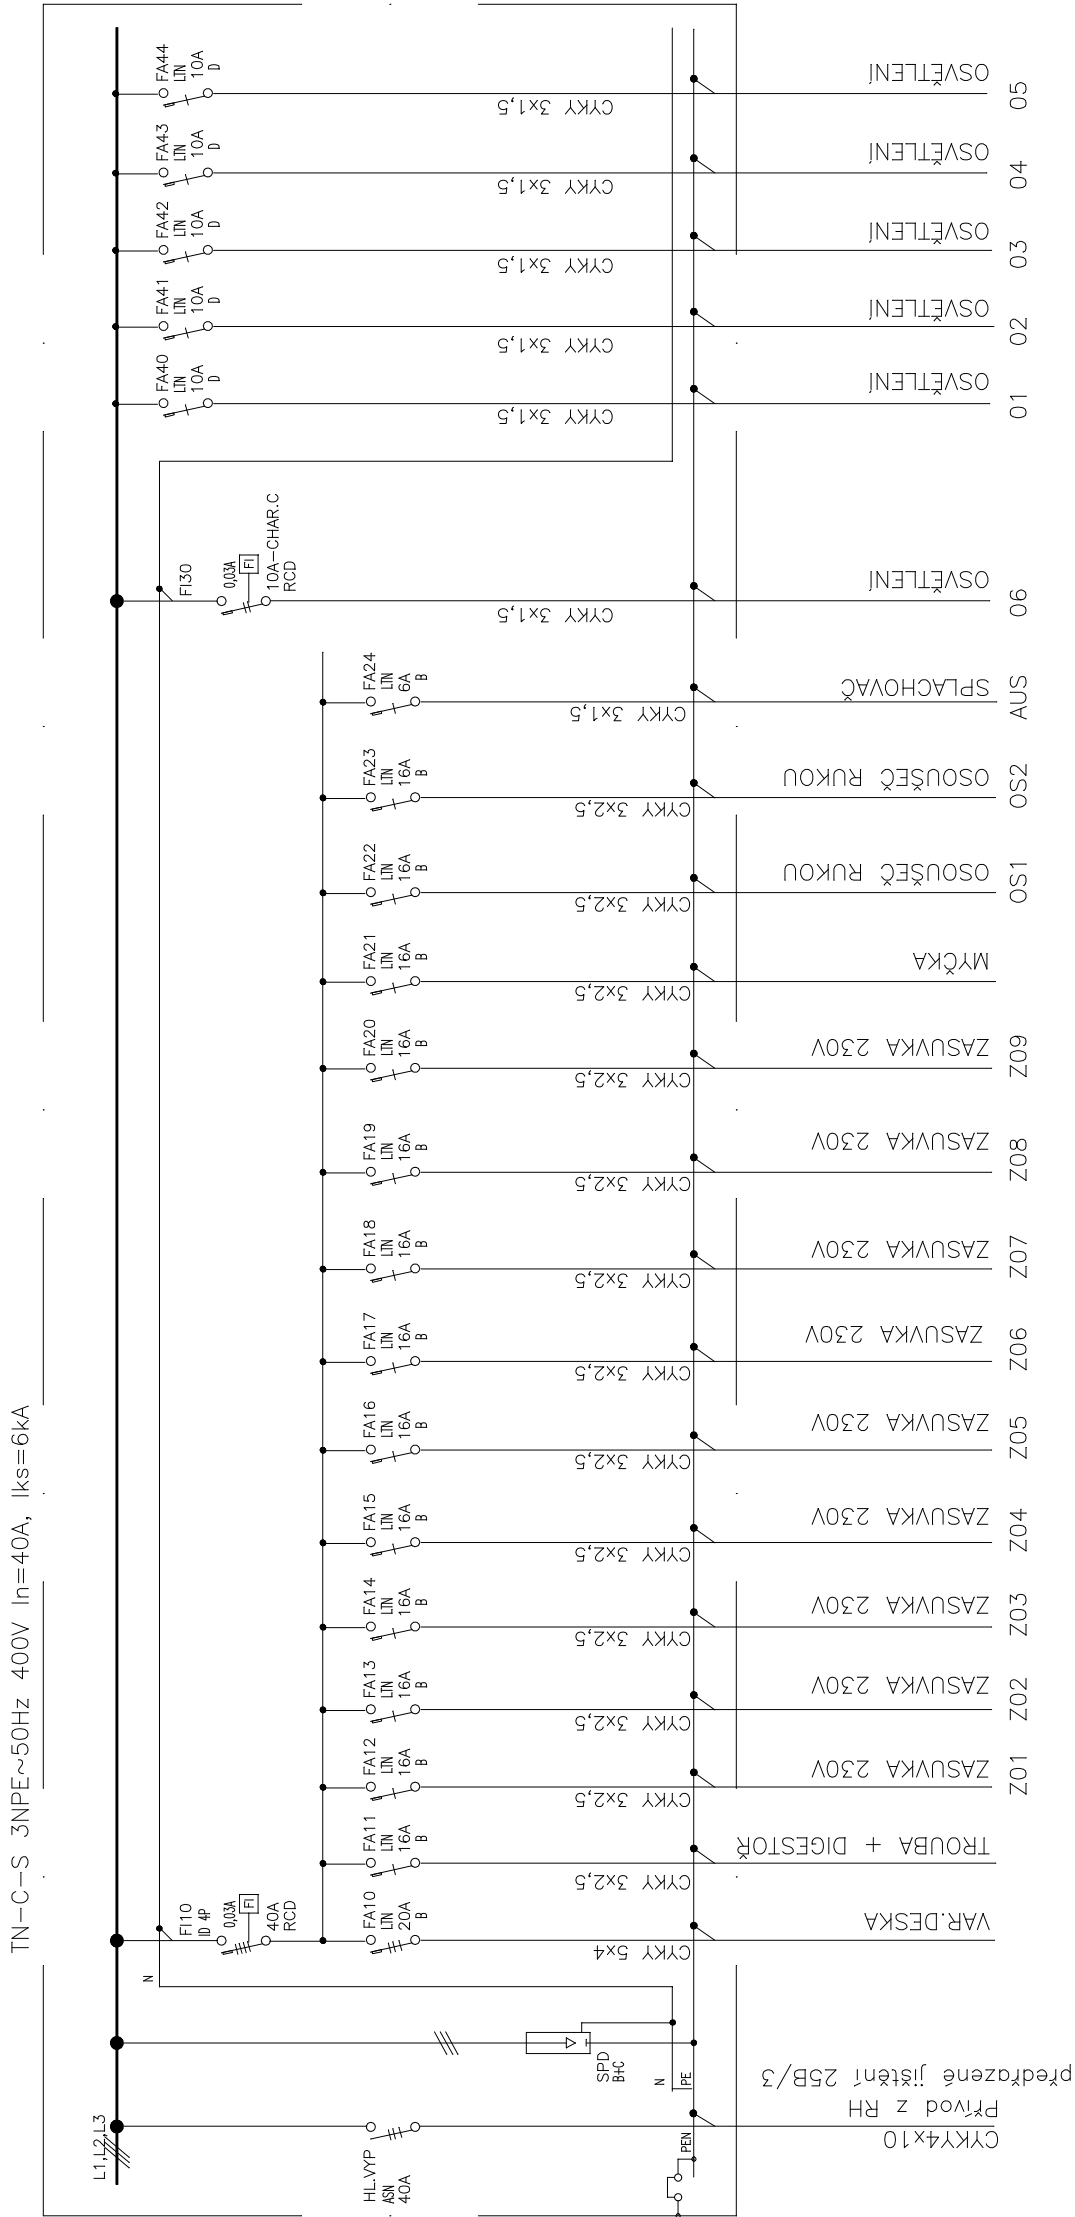 TN-C-S 3NPE~50Hz 400V In=40A, Iks=6kA
L1,L2,L3
HL.VYP
ASN
40A
PEN
CYKY4x10
Přívod z RH
předřazené jištění 25B/3
N
PE
SPD
B+C
N
FI10
ID 4P
0,03A
FI
40A
RCD
FA10
LTN
20A
B
CYKY 5x4
VAR.DESKA
FA11
LTN
16A
B
CYKY 3x2,5
TROUBA + DIGESTOŘ
FA12
LTN
16A
B
CYKY 3x2,5
ZASUVKA 230V
Z01
FA13
LTN
16A
B
CYKY 3x2,5
ZASUVKA 230V
Z02
FA14
LTN
16A
B
CYKY 3x2,5
ZASUVKA 230V
Z03
FA15
LTN
16A
B
CYKY 3x2,5
ZASUVKA 230V
Z04
FA16
LTN
16A
B
CYKY 3x2,5
ZASUVKA 230V
Z05
FA17
LTN
16A
B
CYKY 3x2,5
ZASUVKA 230V
Z06
FA18
LTN
16A
B
CYKY 3x2,5
ZASUVKA 230V
Z07
FA19
LTN
16A
B
CYKY 3x2,5
ZASUVKA 230V
Z08
FA20
LTN
16A
B
CYKY 3x2,5
ZASUVKA 230V
Z09
FA21
LTN
16A
B
CYKY 3x2,5
MYČKA
FA22
LTN
16A
B
CYKY 3x2,5
OSOUŠEČ RUKOU
OS1
FA23
LTN
16A
B
CYKY 3x2,5
OSOUŠEČ RUKOU
OS2
FA24
LTN
6A
B
CYKY 3x1,5
SPLACHOVAČ
AUS
FI30
0,03A
FI
10A-CHAR.C
RCD
CYKY 3x1,5
OSVĚTLENÍ
06
FA40
LTN
10A
D
CYKY 3x1,5
OSVĚTLENÍ
01
FA41
LTN
10A
D
CYKY 3x1,5
OSVĚTLENÍ
02
FA42
LTN
10A
D
CYKY 3x1,5
OSVĚTLENÍ
03
FA43
LTN
10A
D
CYKY 3x1,5
OSVĚTLENÍ
04
FA44
LTN
10A
D
CYKY 3x1,5
OSVĚTLENÍ
05